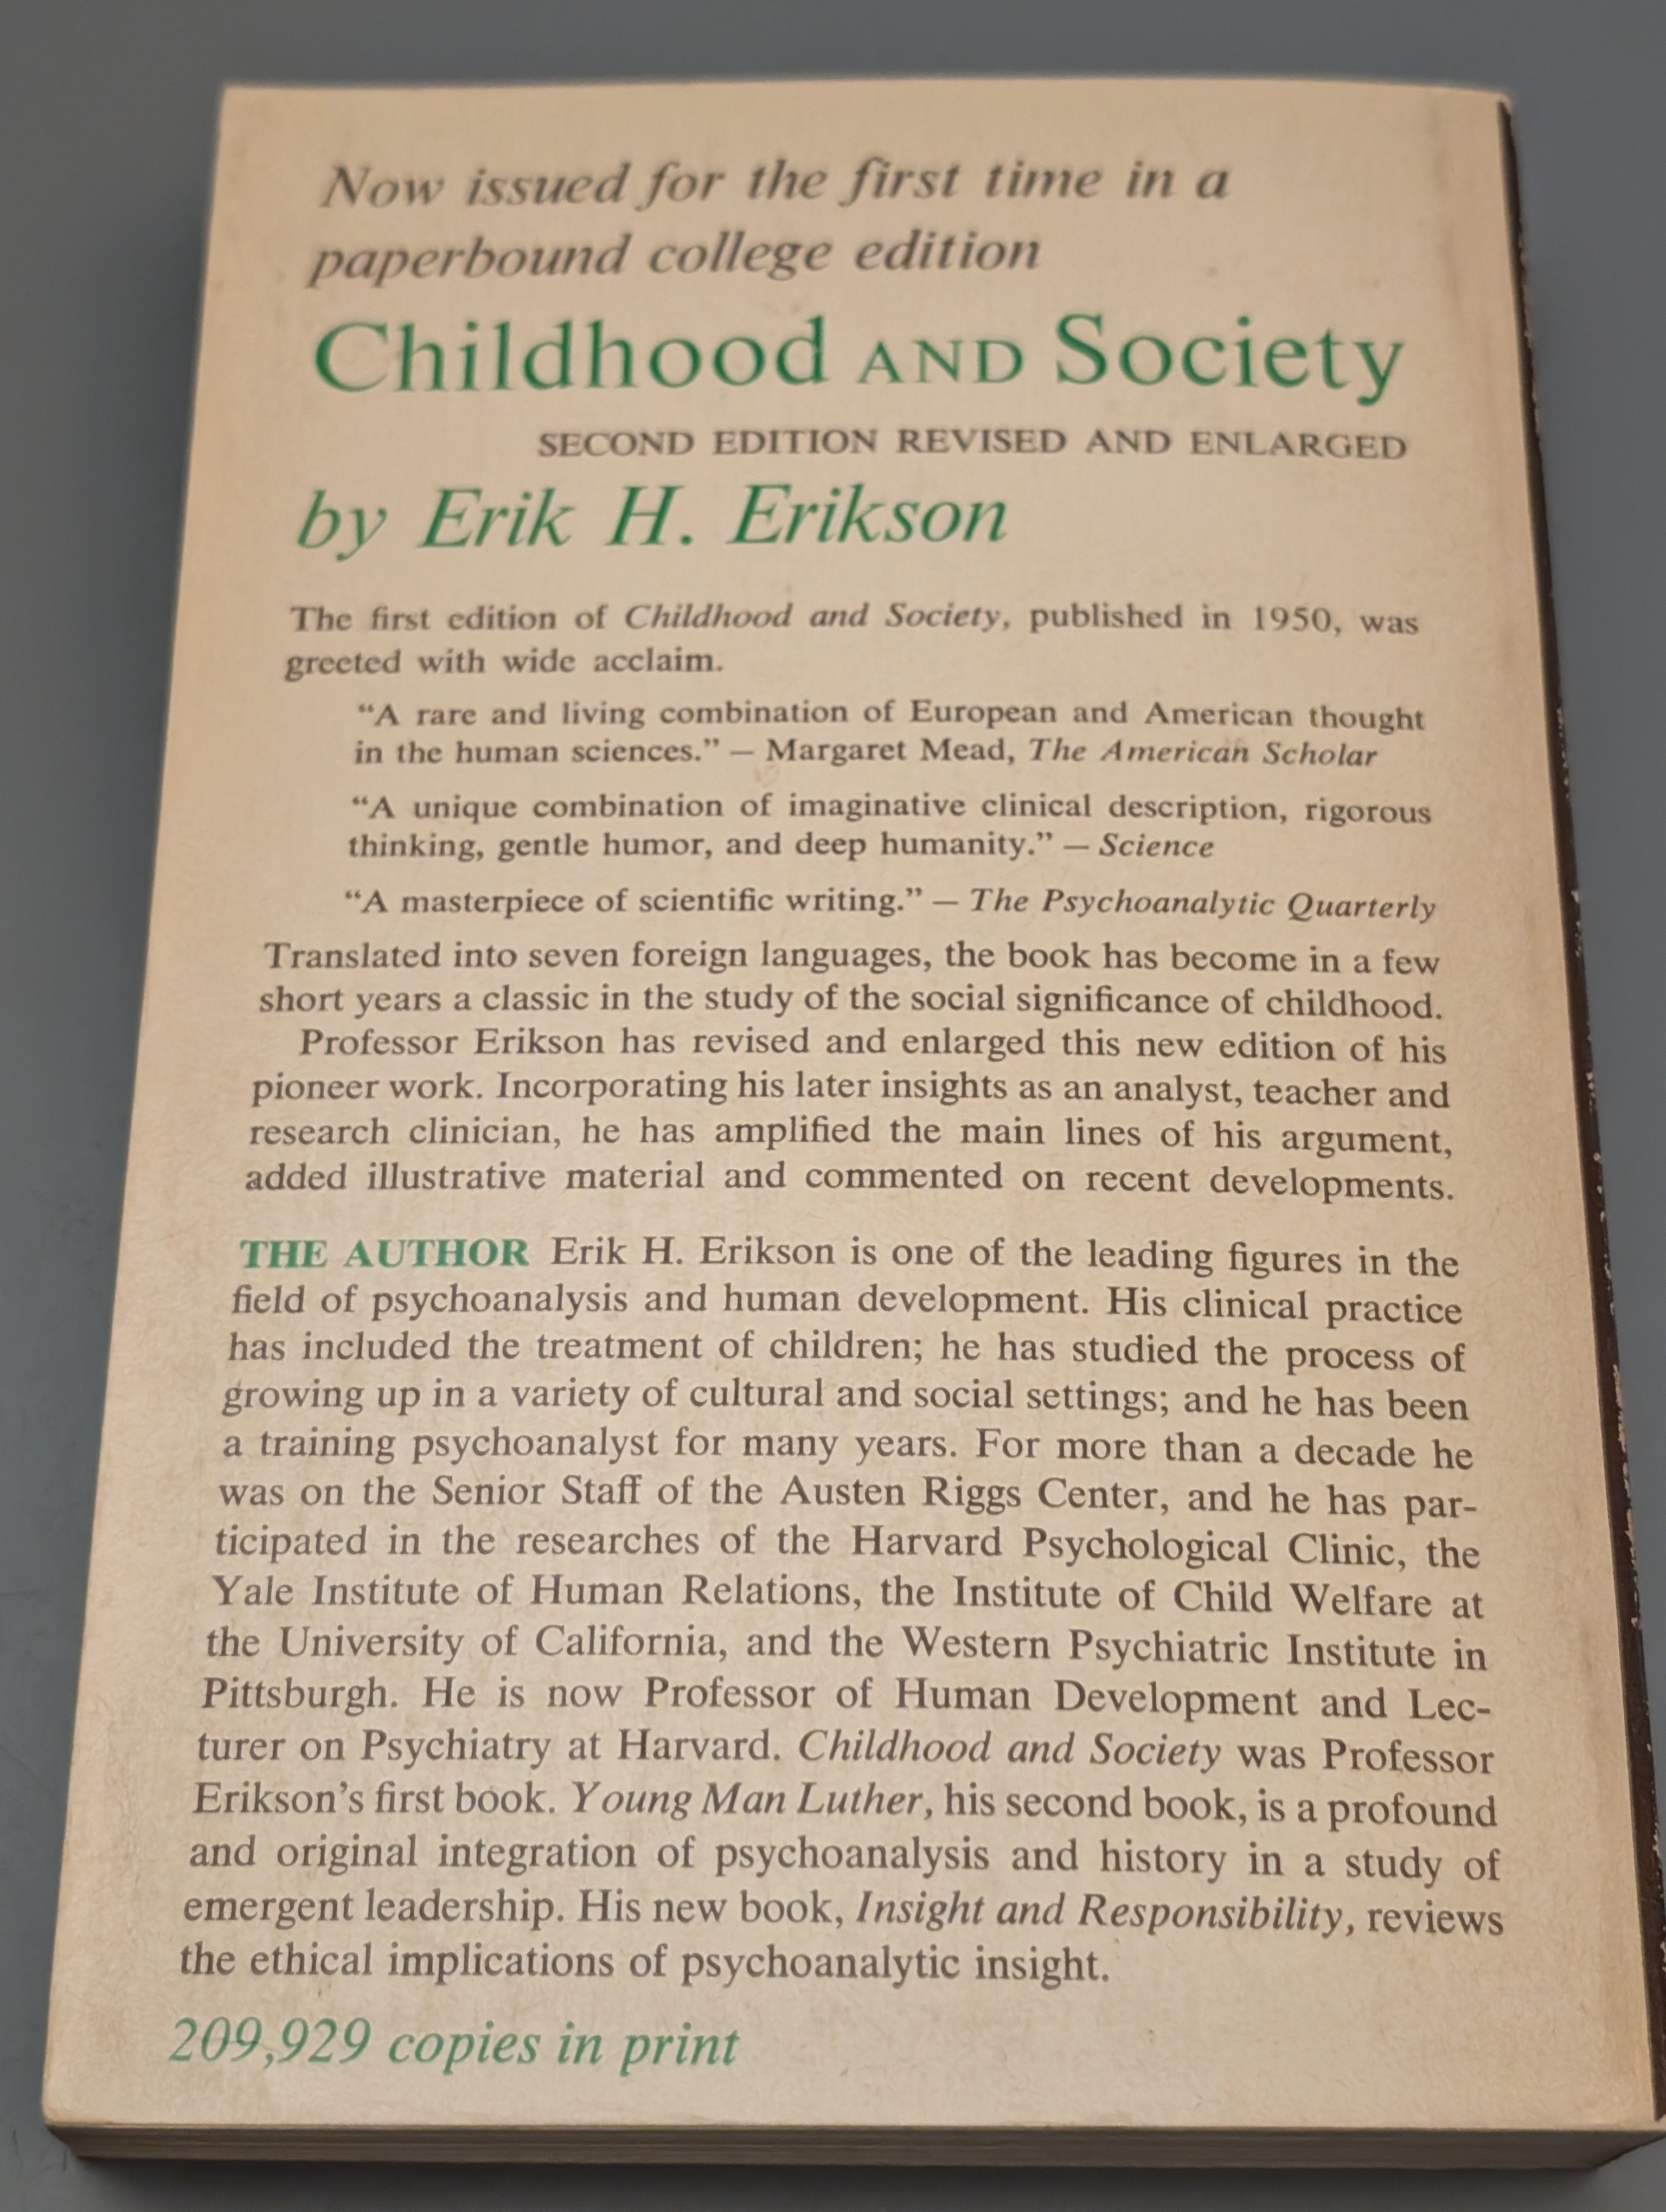 Now issued for the first time in a
paperbound college edition
Childhood AND Society
SECOND EDITION REVISED AND ENLARGED
by Erik H. Erikson
The first edition of Childhood and Society, published in 1950, was
greeted with wide acclaim.
“A rare and living combination of European and American thought
in the human sciences.” — Margaret Mead, The American Scholar
“A unique combination of imaginative clinical description, rigorous
thinking, gentle humor, and deep humanity.” — Science
“A masterpiece of scientific writing.” — The Psychoanalytic Quarterly
Translated into seven foreign languages, the book has become in a few
short years a classic in the study of the social significance of childhood.
Professor Erikson has revised and enlarged this new edition of his
pioneer work. Incorporating his later insights as an analyst, teacher and
research clinician, he has amplified the main lines of his argument,
added illustrative material and commented on recent developments.
THE AUTHOR Erik H. Erikson is one of the leading figures in the
field of psychoanalysis and human development. His clinical practice
has included the treatment of children; he has studied the process of
growing up in a variety of cultural and social settings; and he has been
a training psychoanalyst for many years. For more than a decade he
was on the Senior Staff of the Austen Riggs Center, and he has par-
ticipated in the researches of the Harvard Psychological Clinic, the
Yale Institute of Human Relations, the Institute of Child Welfare at
the University of California, and the Western Psychiatric Institute in
Pittsburgh. He is now Professor of Human Development and Lec-
turer on Psychiatry at Harvard. Childhood and Society was Professor
Erikson’s first book. Young Man Luther, his second book, is a profound
and original integration of psychoanalysis and history in a study of
emergent leadership. His new book, Insight and Responsibility, reviews
the ethical implications of psychoanalytic insight.
209,929 copies in print